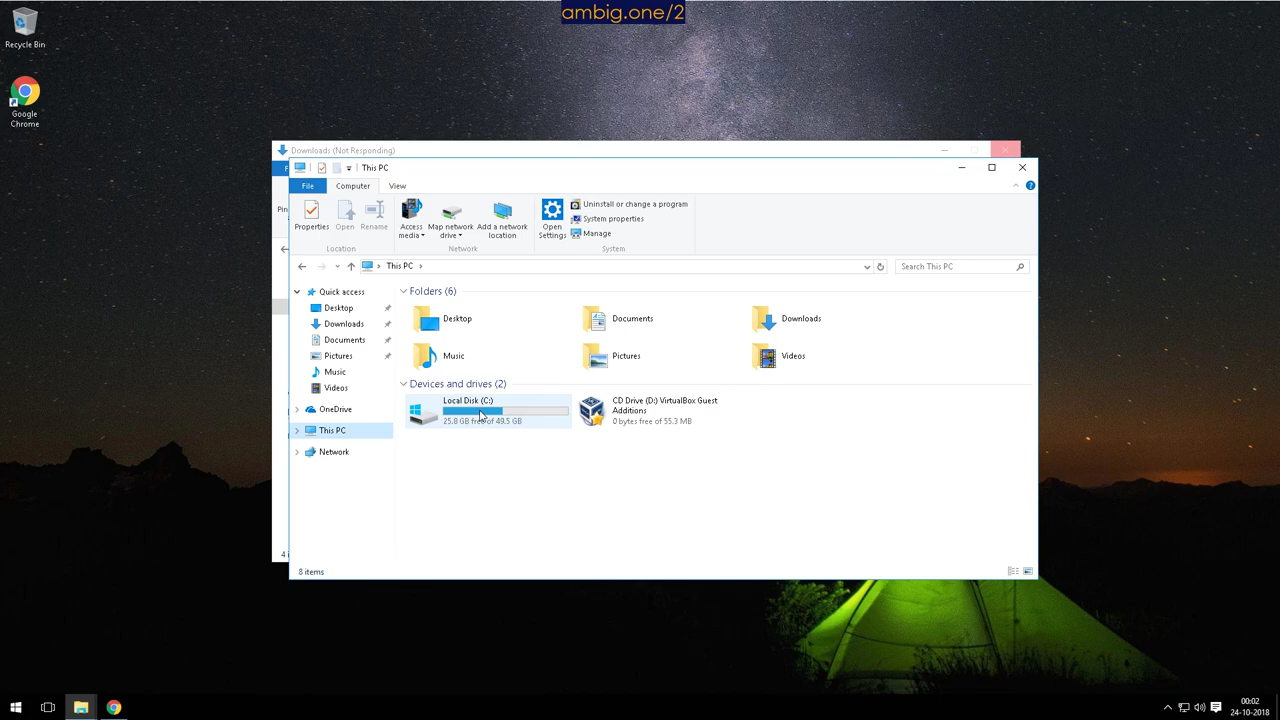 ambig.one/2
Recycle Bin
Google
Chrome
Downloads (Not Responding)
This PC
File
Computer
View
Properties
Open
Rename
Access
media
Map network
drive
Add a network
location
Open
Settings
Uninstall or change a program
System properties
Manage
Location
Network
System
This PC
Search This PC
Quick access
Desktop
Downloads
Documents
Pictures
Music
Videos
OneDrive
This PC
Network
Folders (6)
Desktop
Documents
Downloads
Music
Pictures
Videos
Devices and drives (2)
Local Disk (C:)
25.8 GB free of 49.5 GB
CD Drive (D:) VirtualBox Guest
Additions
0 bytes free of 55.3 MB
8 items
00:02
24-10-2018